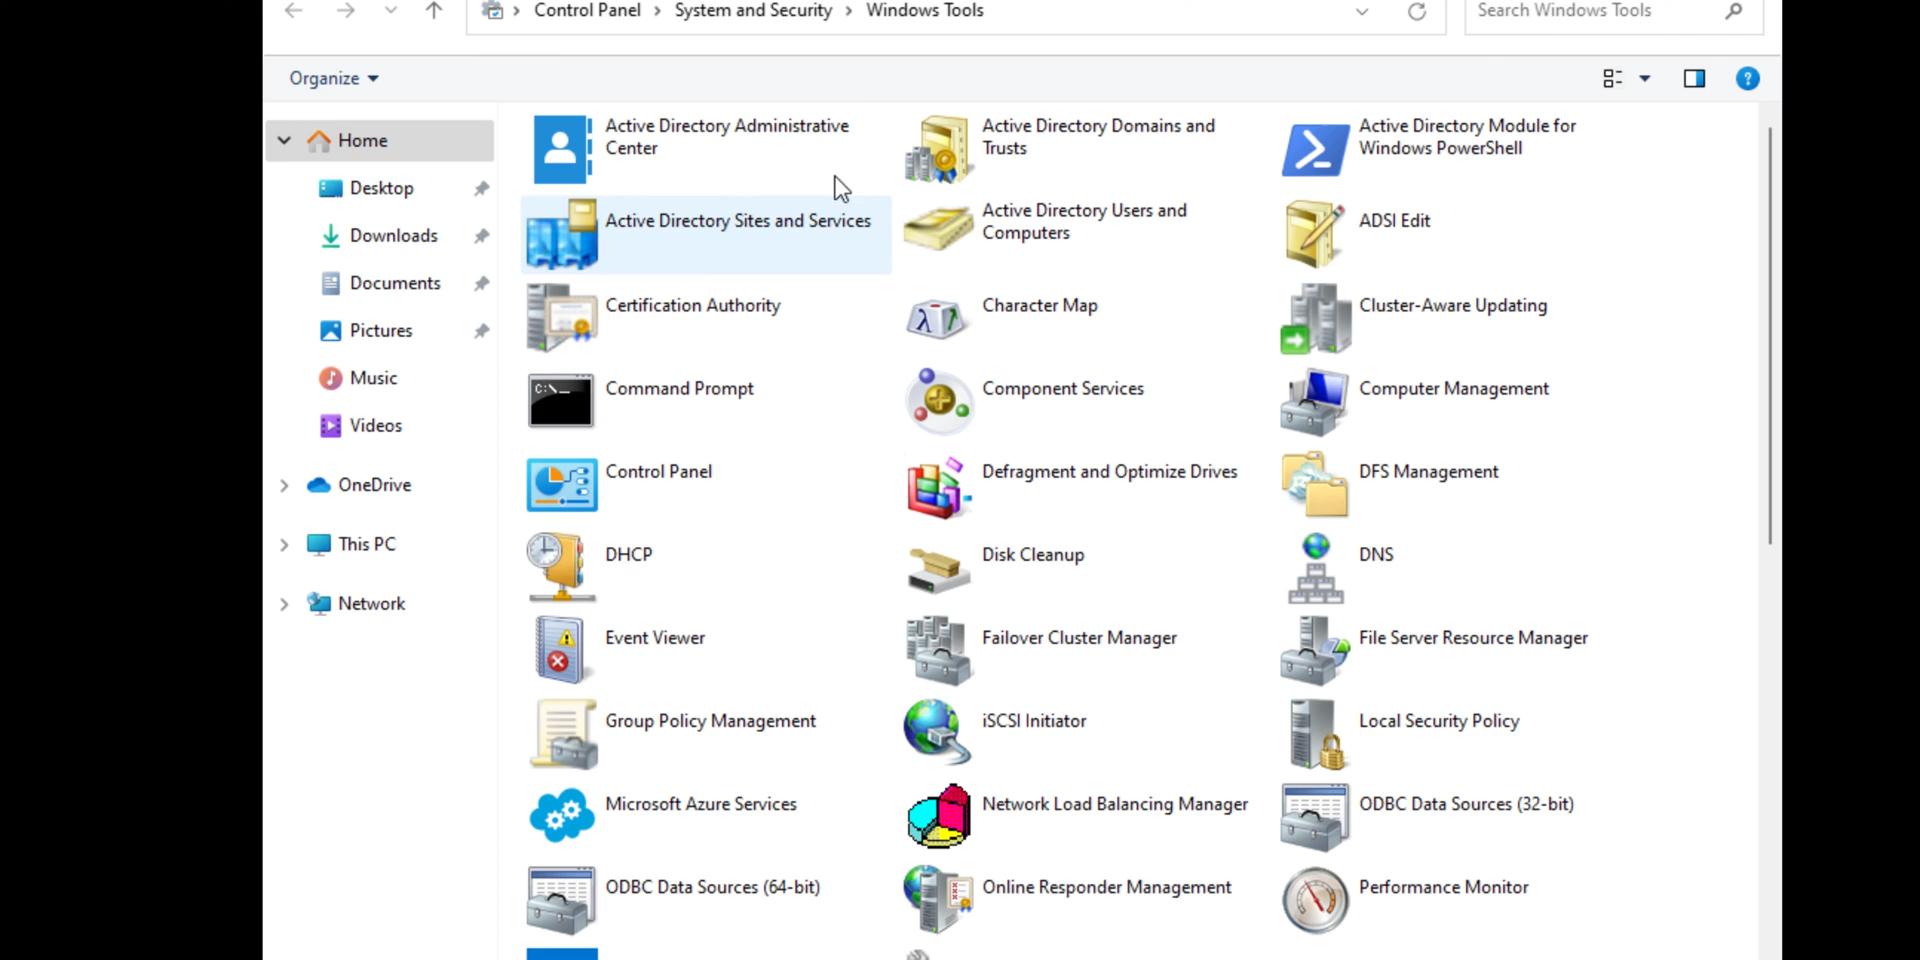 Control Panel > System and Security > Windows Tools
Search Windows Tools
Organize
?
Home
Desktop
Downloads
Documents
Pictures
Music
Videos
OneDrive
This PC
Network
Active Directory Administrative
Center
Active Directory Domains and
Trusts
Active Directory Module for
Windows PowerShell
Active Directory Sites and Services
Active Directory Users and
Computers
ADSI Edit
Certification Authority
Character Map
Cluster-Aware Updating
C:\_
Command Prompt
Component Services
Computer Management
Control Panel
Defragment and Optimize Drives
DFS Management
DHCP
Disk Cleanup
DNS
Event Viewer
Failover Cluster Manager
File Server Resource Manager
Group Policy Management
iSCSI Initiator
Local Security Policy
Microsoft Azure Services
Network Load Balancing Manager
ODBC Data Sources (32-bit)
ODBC Data Sources (64-bit)
Online Responder Management
Performance Monitor